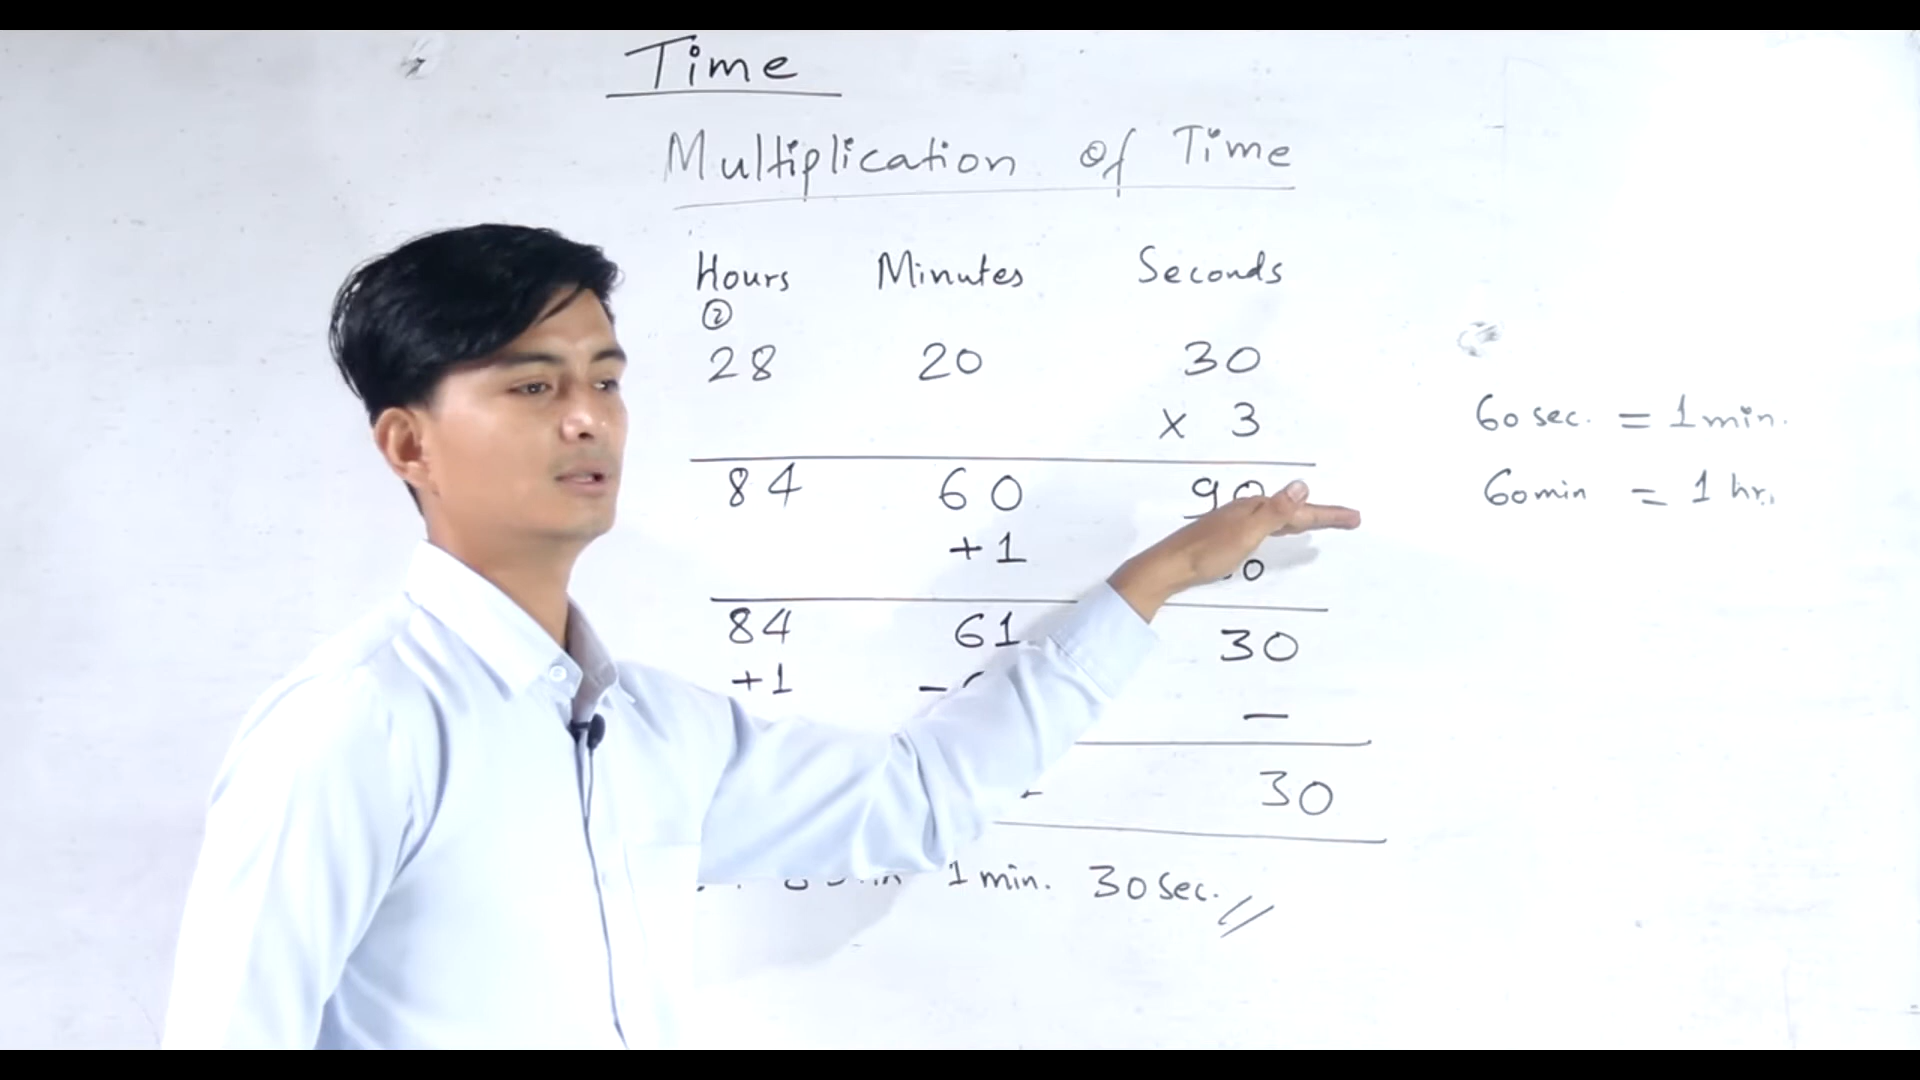 Time
Multiplication of Time
Hours Minutes Seconds
2
28 20 30
x 3
84 60 90
+1 0
84 61 30
+1 - —
30
1 min. 30 sec.
60 sec. = 1 min.
60 min = 1 hr.